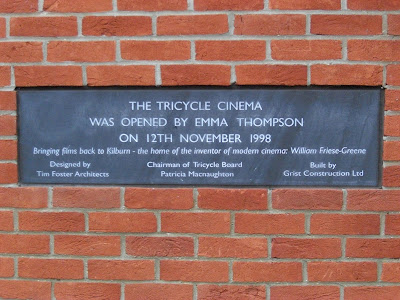 THE TRICYCLE CINEMA
WAS OPENED BY EMMA THOMPSON
ON 12TH NOVEMBER 1998
Bringing films back to Kilburn - the home of the inventor of modern cinema: William Friese-Greene
Designed by Chairman of Tricycle Board Built by
Tim Foster Architects Patricia Macnaughton Grist Construction Ltd